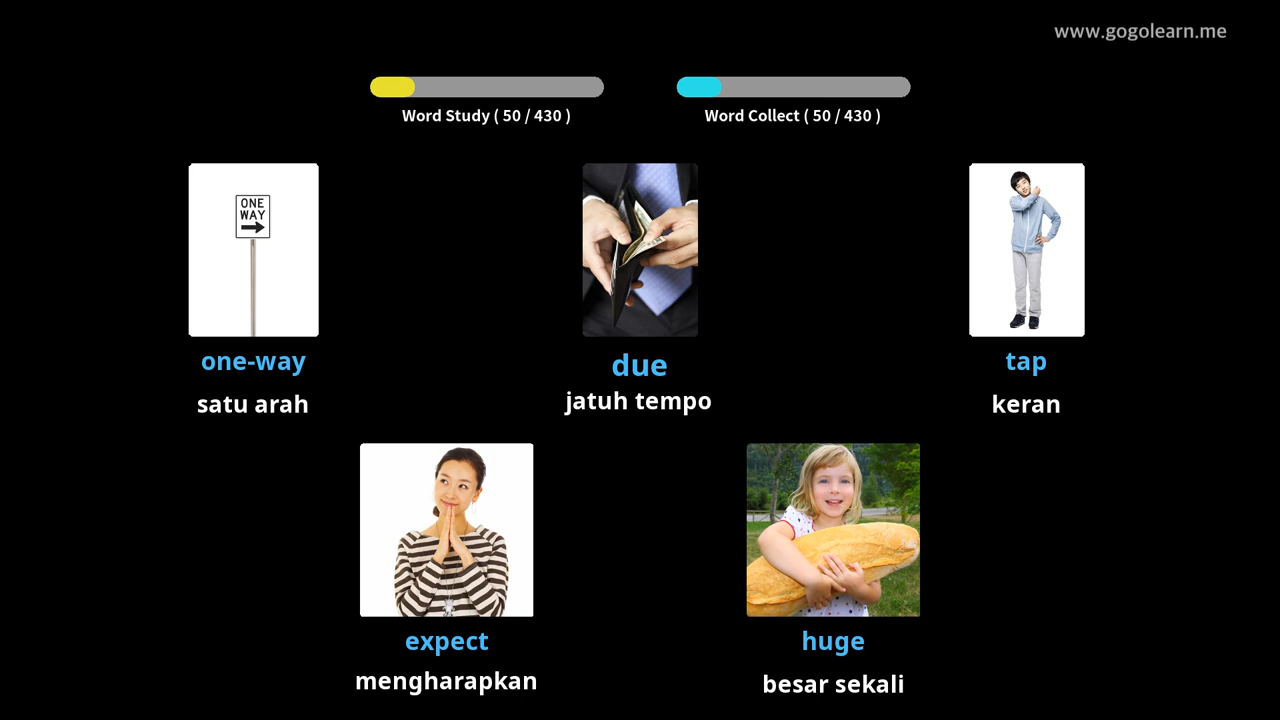 www.gogolearn.me
Word Study ( 50 / 430 )
Word Collect ( 50 / 430 )
ONE
WAY
one-way
satu arah
due
jatuh tempo
tap
keran
expect
mengharapkan
huge
besar sekali